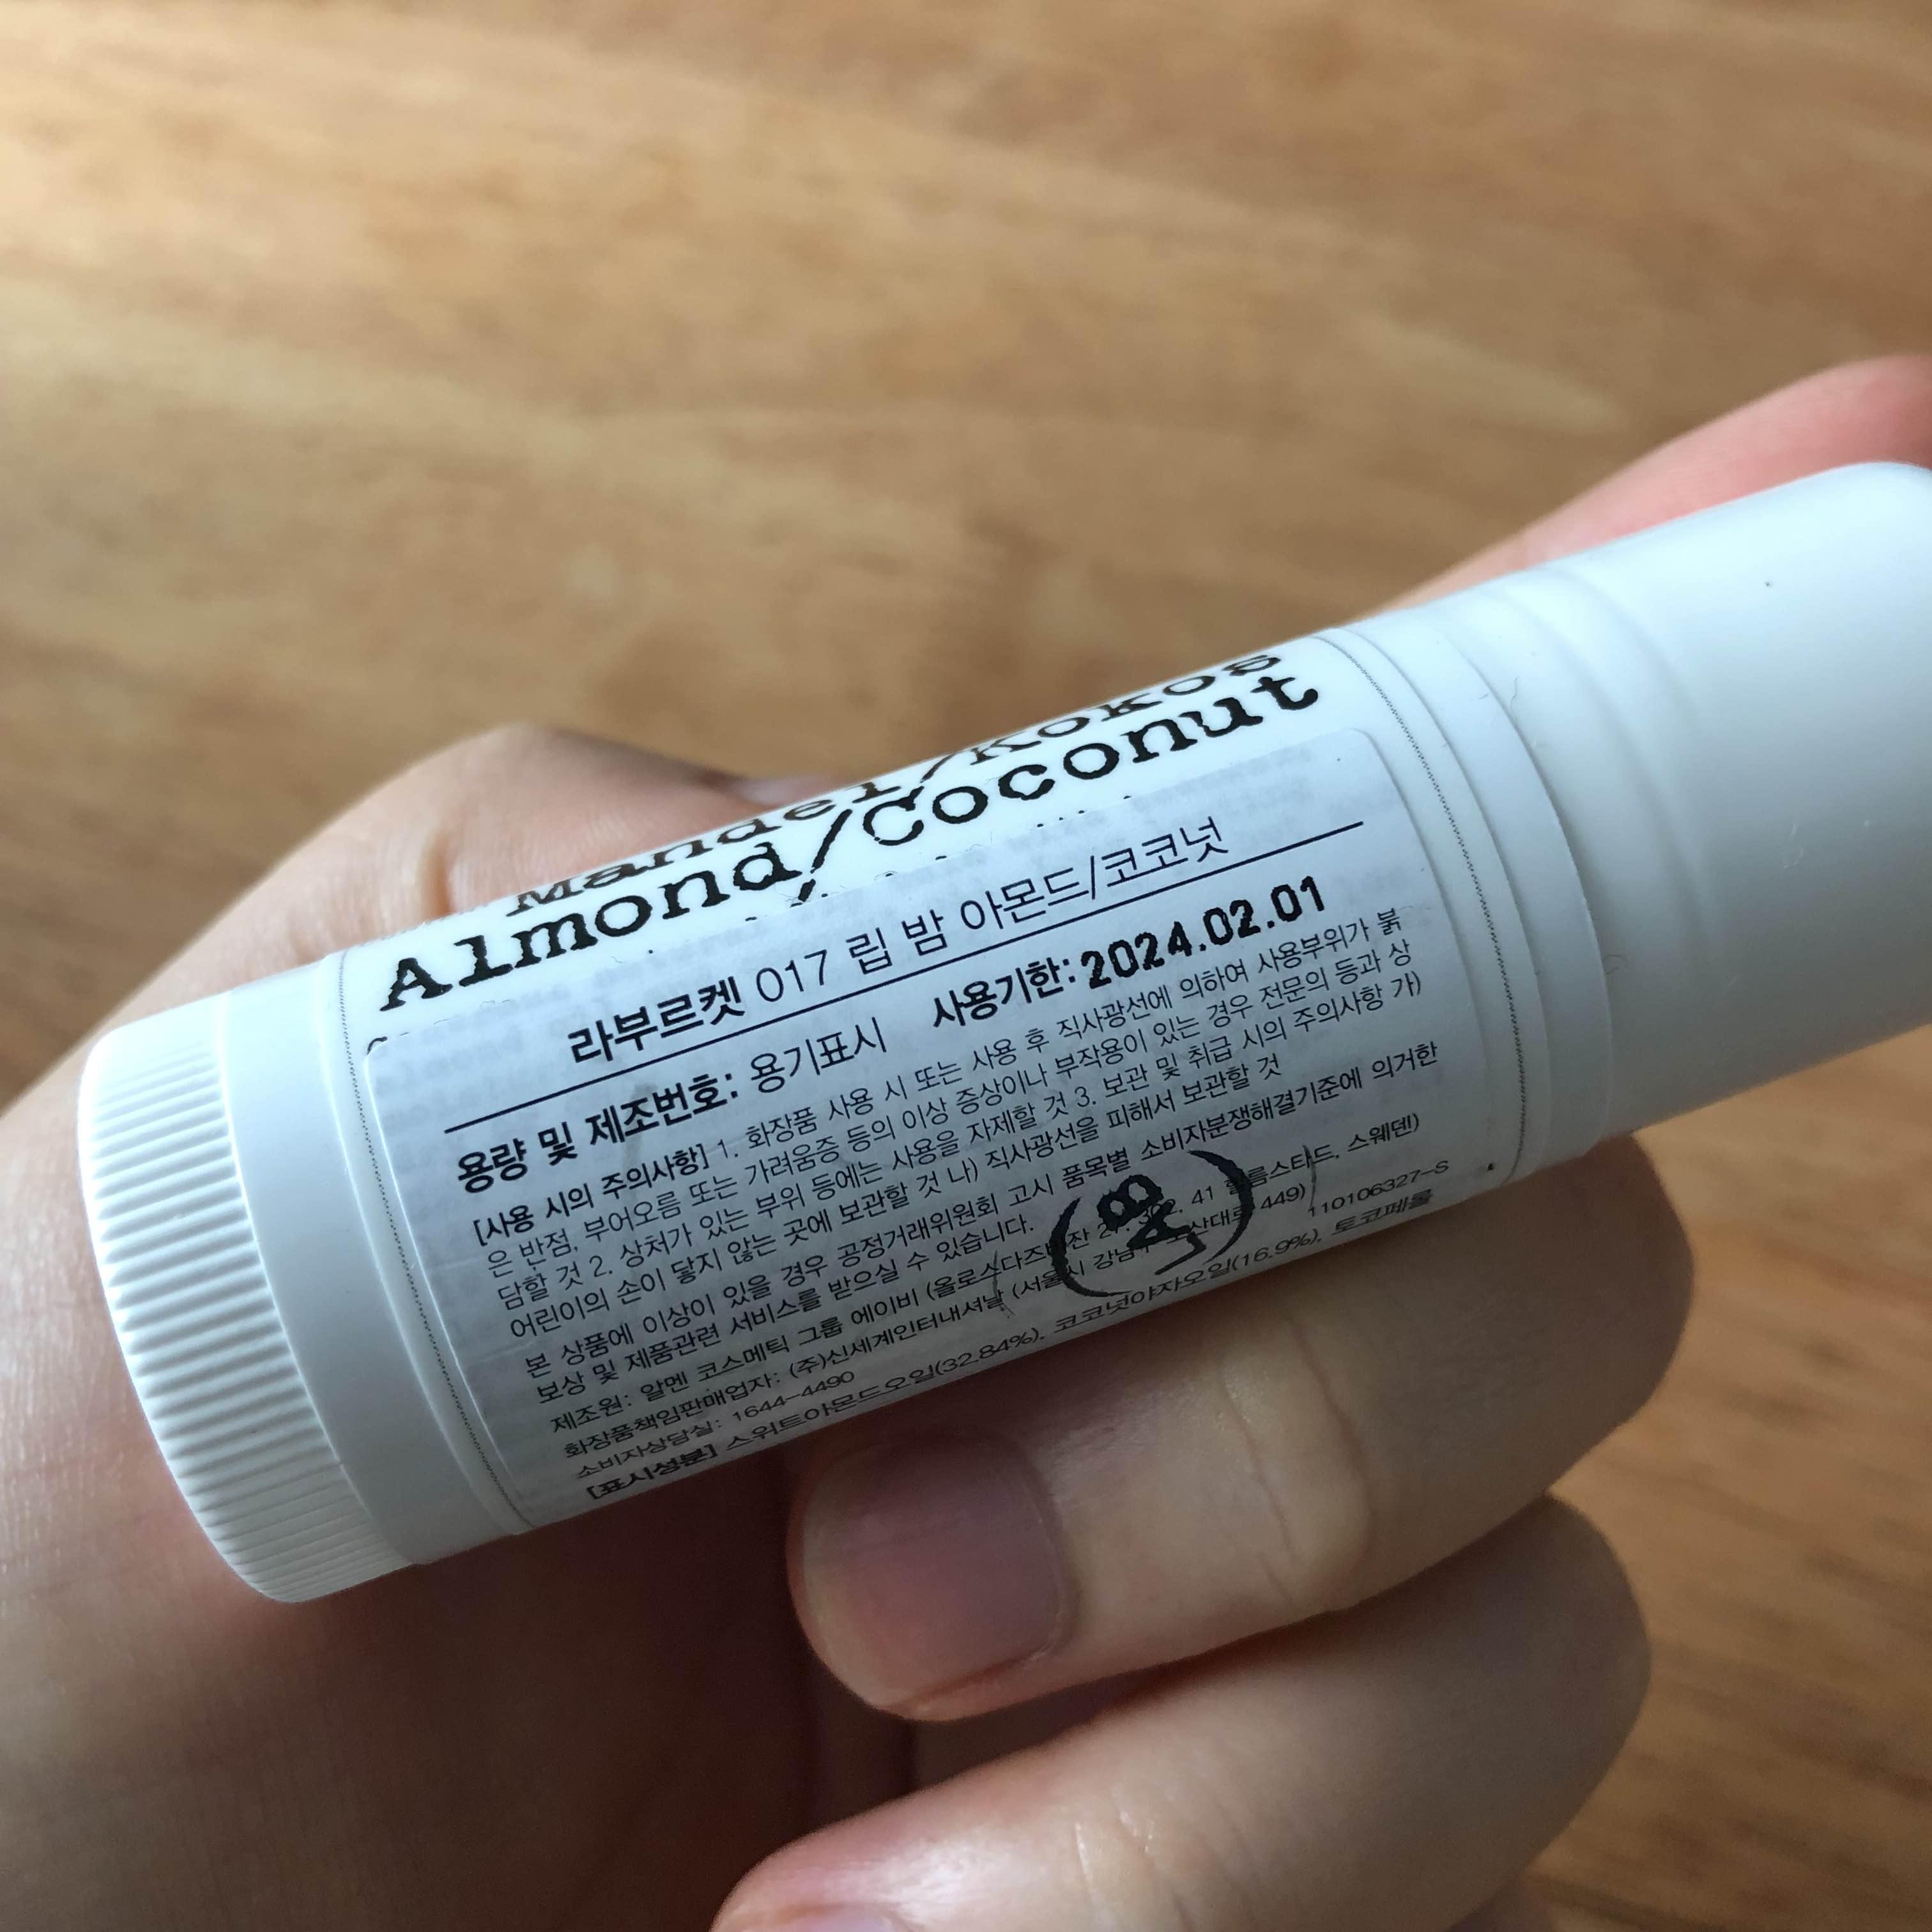 Mandel/Kokos
Almond/Coconut
라부르켓 017 립 밤 아몬드/코코넛
용량 및 제조번호: 용기표시 사용기한: 2024.02.01
[사용 시의 주의사항] 1. 화장품 사용 시 또는 사용 후 직사광선에 의하여 사용부위가 붉
은 반점, 부어오름 또는 가려움증 등의 이상 증상이나 부작용이 있는 경우 전문의 등과 상
담할 것 2. 상처가 있는 부위 등에는 사용을 자제할 것 3. 보관 및 취급 시의 주의사항 가)
어린이의 손이 닿지 않는 곳에 보관할 것 나) 직사광선을 피해서 보관할 것
본 상품에 이상이 있을 경우 공정거래위원회 고시 품목별 소비자분쟁해결기준에 의거한
보상 및 제품관련 서비스를 받으실 수 있습니다.
제조원: 알멘 코스메틱 그룹 에이비 41 스웨덴)
화장품책임판매업자: (주)신세계인터내셔날 (서울시 449) 110106327-S
소비자상담실: 1644-4490
[표시성분] 스위트아몬드오일(32.84%), 코코넛야자오일(16.9%), 토코페롤